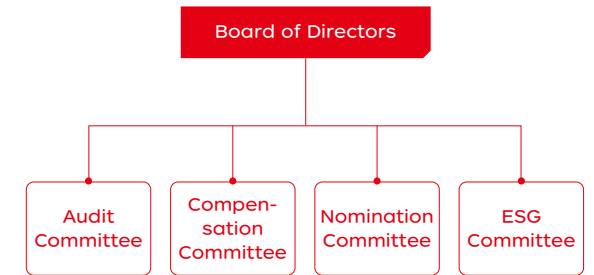 Board of Directors
Audit
Committee
Compen-
sation
Committee
Nomination
Committee
ESG
Committee